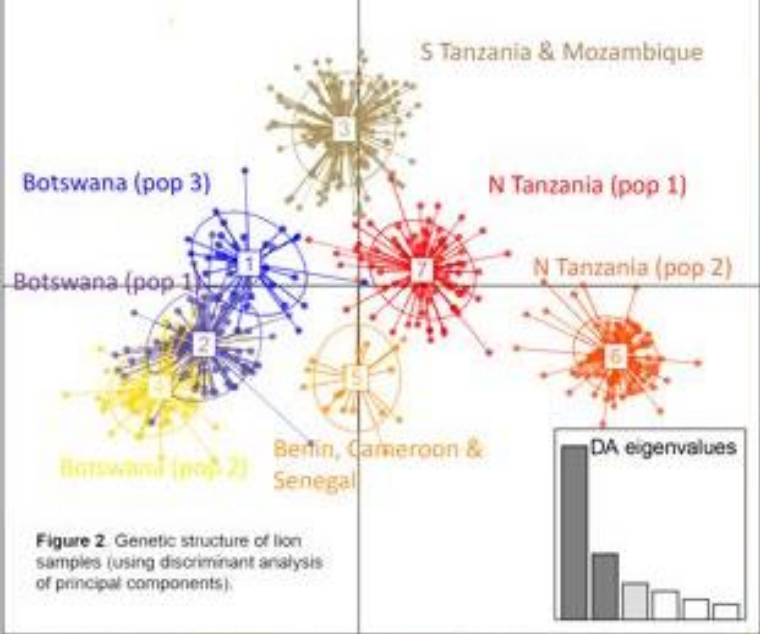 S Tanzania & Mozambique
3
Botswana (pop 3)
N Tanzania (pop 1)
1
7
N Tanzania (pop 2)
Botswana (pop 1)
2
6
4
5
Benin, Cameroon &
Senegal
Botswana (pop 2)
DA eigenvalues
Figure 2. Genetic structure of lion
samples (using discriminant analysis
of principal components).